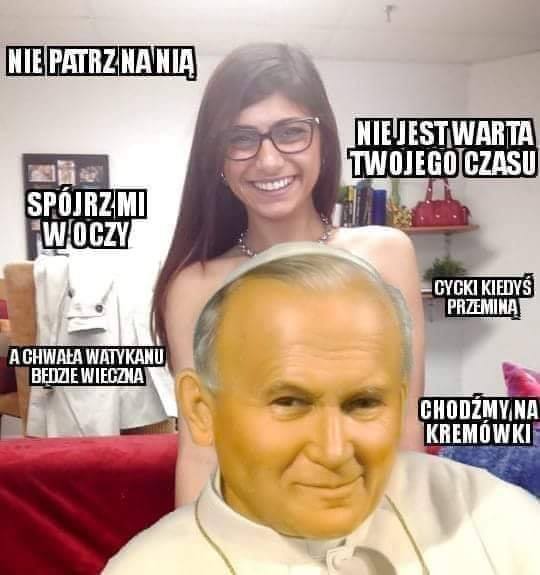 NIE PATRZ NA NIĄ
NIE JEST WARTA
TWOJEGO CZASU
SPÓJRZ MI
W OCZY
CYCKI KIEDYŚ
PRZEMINĄ
A CHWAŁA WATYKANU
BĘDZIE WIECZNA
CHODŹMY NA
KREMÓWKI